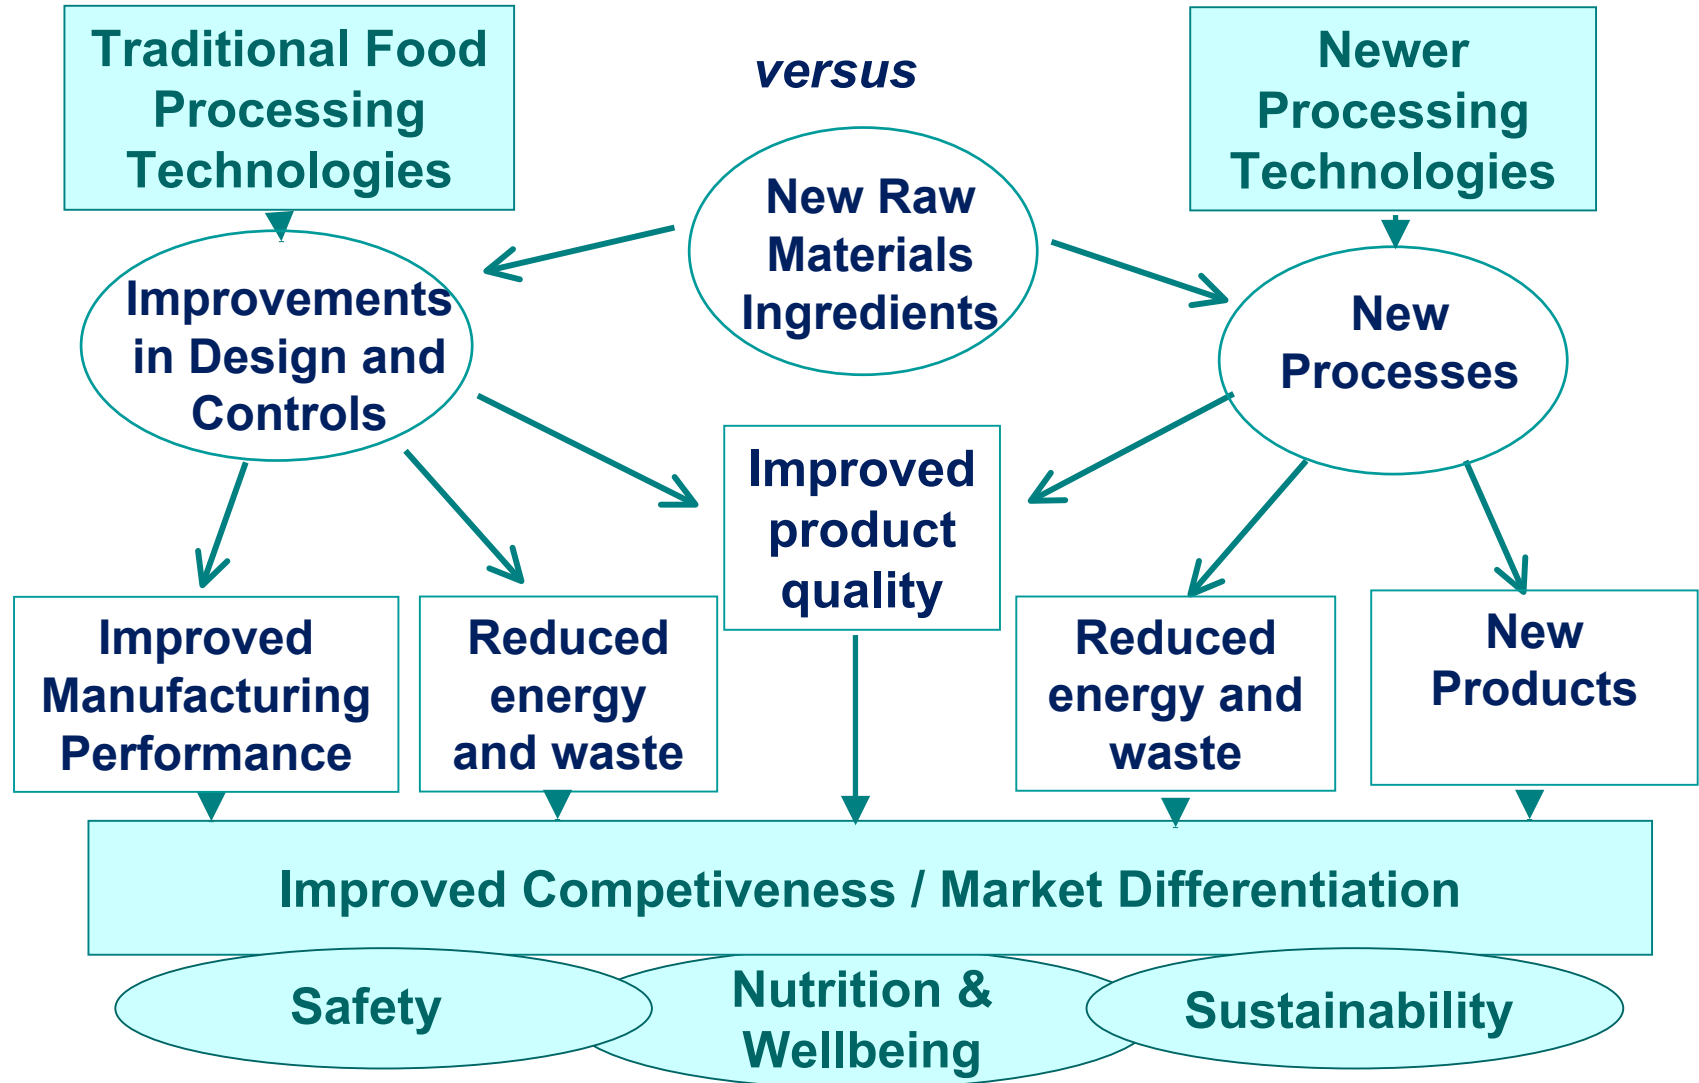 Traditional Food
Processing
Technologies
versus
Newer
Processing
Technologies
New Raw
Materials
Ingredients
Improvements
in Design and
Controls
New
Processes
Improved
product
quality
Improved
Manufacturing
Performance
Reduced
energy
and waste
Reduced
energy and
waste
New
Products
Improved Competiveness / Market Differentiation
Safety
Nutrition &
Wellbeing
Sustainability